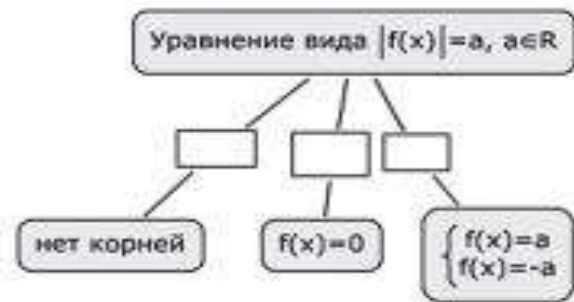 Уравнение вида |f(x)|=a, a∈R
нет корней
f(x)=0
f(x)=a
f(x)=-a